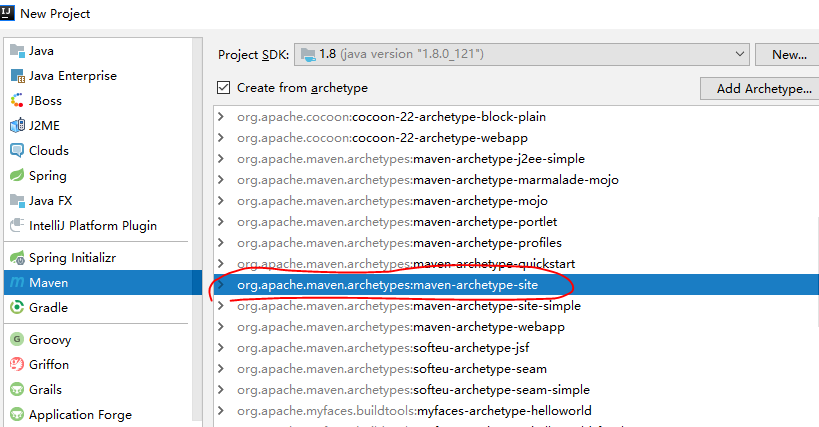 New Project
Java
Java Enterprise
JBoss
J2ME
Clouds
Spring
Java FX
IntelliJ Platform Plugin
Spring Initializr
Maven
Gradle
Groovy
Griffon
Grails
Application Forge
Project SDK: 1.8 (java version "1.8.0_121") New...
Create from archetype Add Archetype...
org.apache.cocoon:cocoon-22-archetype-block-plain
org.apache.cocoon:cocoon-22-archetype-webapp
org.apache.maven.archetypes:maven-archetype-j2ee-simple
org.apache.maven.archetypes:maven-archetype-marmalade-mojo
org.apache.maven.archetypes:maven-archetype-mojo
org.apache.maven.archetypes:maven-archetype-portlet
org.apache.maven.archetypes:maven-archetype-profiles
org.apache.maven.archetypes:maven-archetype-quickstart
org.apache.maven.archetypes:maven-archetype-site
org.apache.maven.archetypes:maven-archetype-site-simple
org.apache.maven.archetypes:maven-archetype-webapp
org.apache.maven.archetypes:softeu-archetype-jsf
org.apache.maven.archetypes:softeu-archetype-seam
org.apache.maven.archetypes:softeu-archetype-seam-simple
org.apache.myfaces.buildtools:myfaces-archetype-helloworld